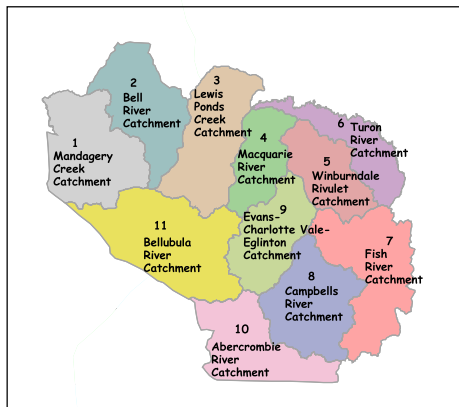 1
Mandagery
Creek
Catchment
2
Bell
River
Catchment
3
Lewis
Ponds
Creek
Catchment
4
Macquarie
River
Catchment
5
Winburndale
Rivulet
Catchment
6
Turon
River
Catchment
7
Fish
River
Catchment
8
Campbells
River
Catchment
9
Evans-
Charlotte Vale-
Eglinton
Catchment
10
Abercrombie
River
Catchment
11
Bellubula
River
Catchment